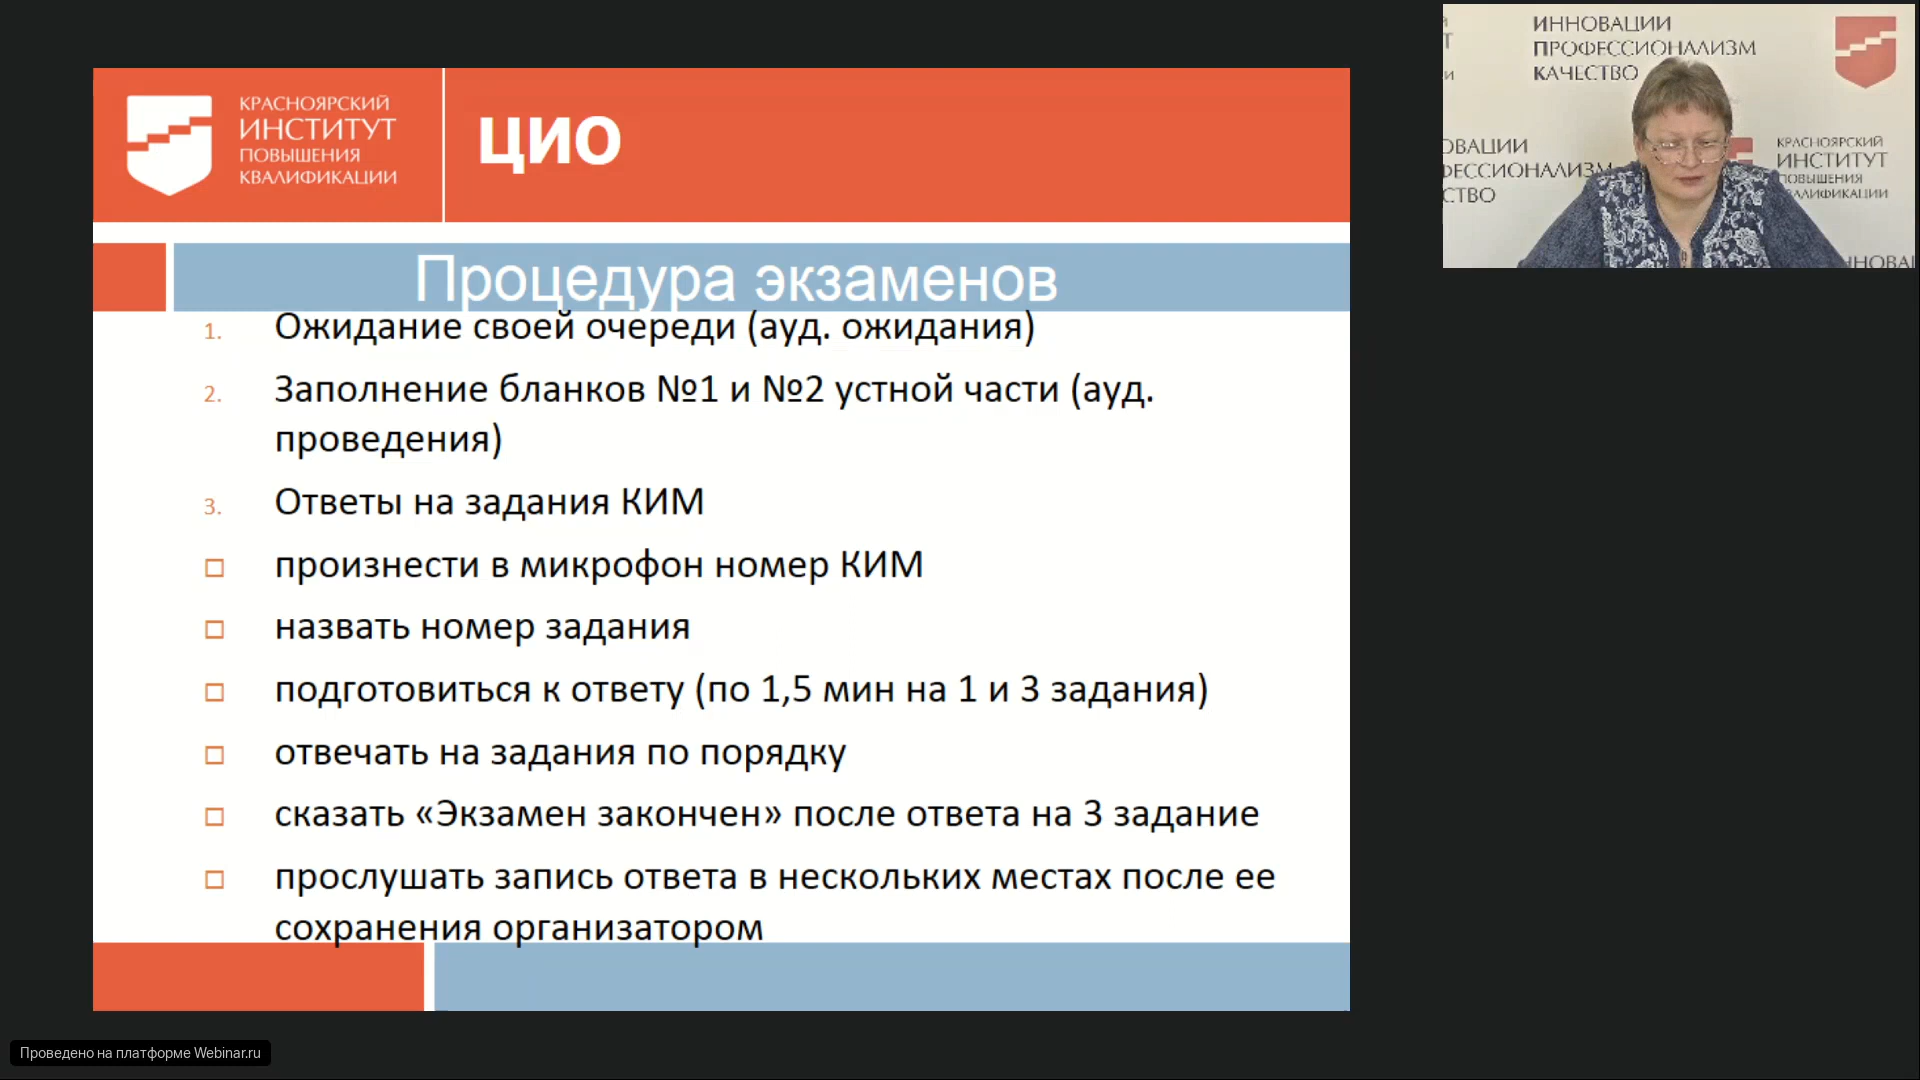 КРАСНОЯРСКИЙ
ИНСТИТУТ
ПОВЫШЕНИЯ
КВАЛИФИКАЦИИ
ЦИО
Процедура экзаменов
1. Ожидание своей очереди (ауд. ожидания)
2. Заполнение бланков №1 и №2 устной части (ауд.
проведения)
3. Ответы на задания КИМ
произнести в микрофон номер КИМ
назвать номер задания
подготовиться к ответу (по 1,5 мин на 1 и 3 задания)
отвечать на задания по порядку
сказать «Экзамен закончен» после ответа на 3 задание
прослушать запись ответа в нескольких местах после ее
сохранения организатором
ИННОВАЦИИ
ПРОФЕССИОНАЛИЗМ
КАЧЕСТВО
ОВАЦИИ
ФЕССИОНАЛИЗМ
СТВО
КРАСНОЯРСКИЙ
ИНСТИТУТ
ПОВЫШЕНИЯ
КВАЛИФИКАЦИИ
Проведено на платформе Webinar.ru